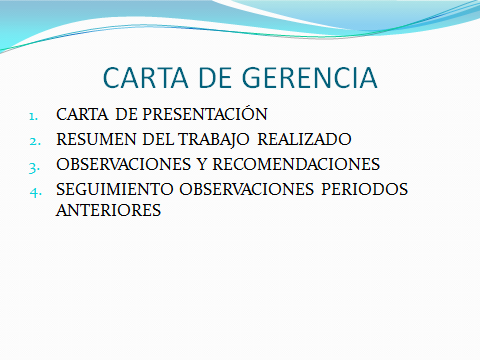 CARTA DE GERENCIA
1. CARTA DE PRESENTACIÓN
2. RESUMEN DEL TRABAJO REALIZADO
3. OBSERVACIONES Y RECOMENDACIONES
4. SEGUIMIENTO OBSERVACIONES PERIODOS
ANTERIORES